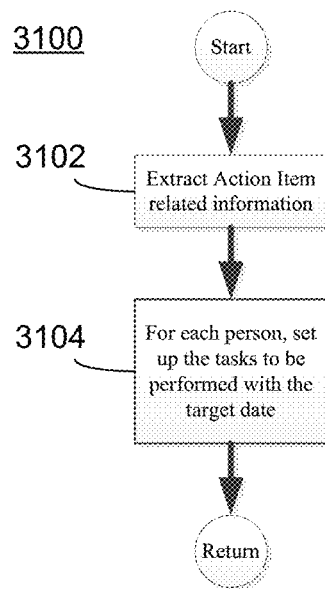 3100
Start
3102
Extract Action Item
related information
3104
For each person, set
up the tasks to be
performed with the
target date
Return